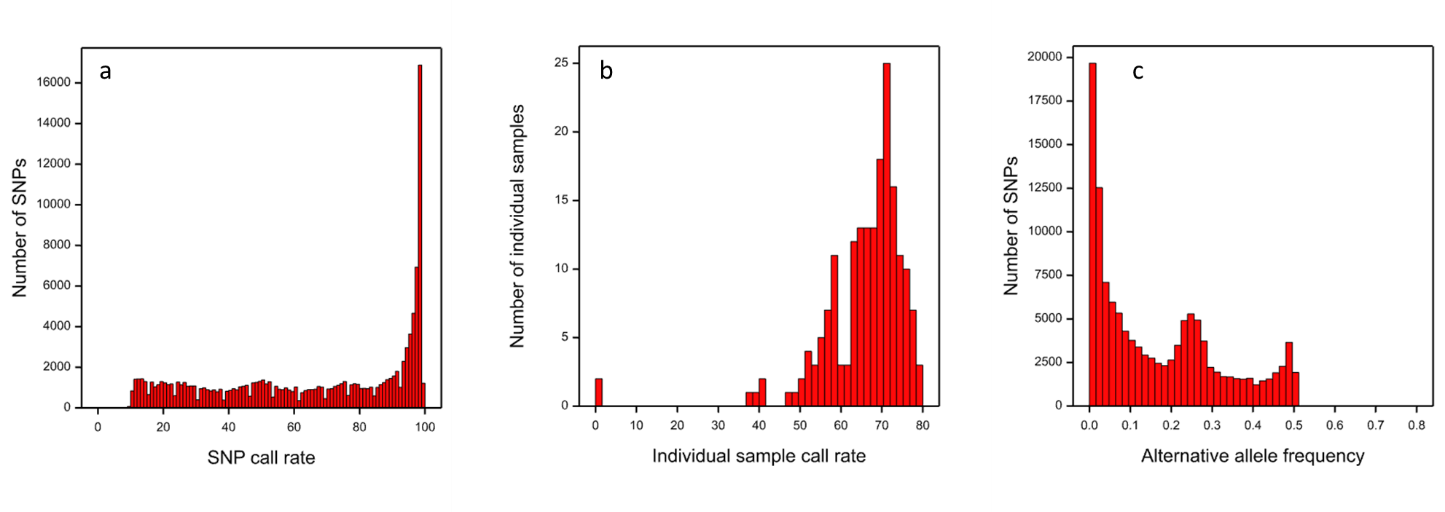 a
16000
14000
12000
10000
8000
6000
4000
2000
0
Number of SNPs
0 20 40 60 80 100
SNP call rate
b
25
20
15
10
5
0
Number of individual samples
0 10 20 30 40 50 60 70 80
Individual sample call rate
c
20000
17500
15000
12500
10000
7500
5000
2500
0
Number of SNPs
0.0 0.1 0.2 0.3 0.4 0.5 0.6 0.7 0.8
Alternative allele frequency